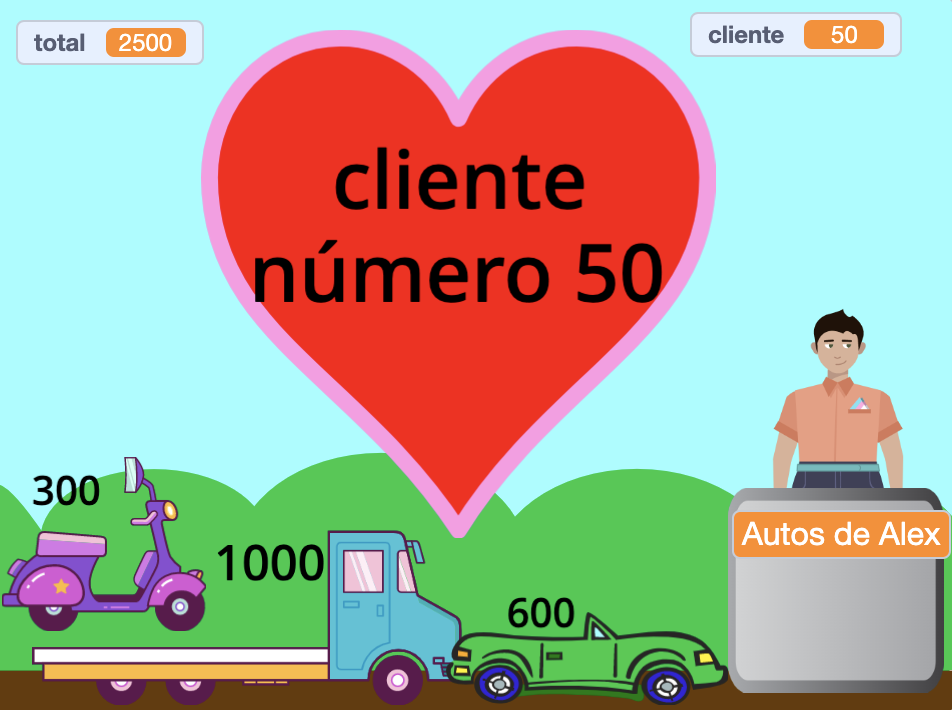 total 2500
cliente 50
cliente
número 50
300
1000
600
Autos de Alex